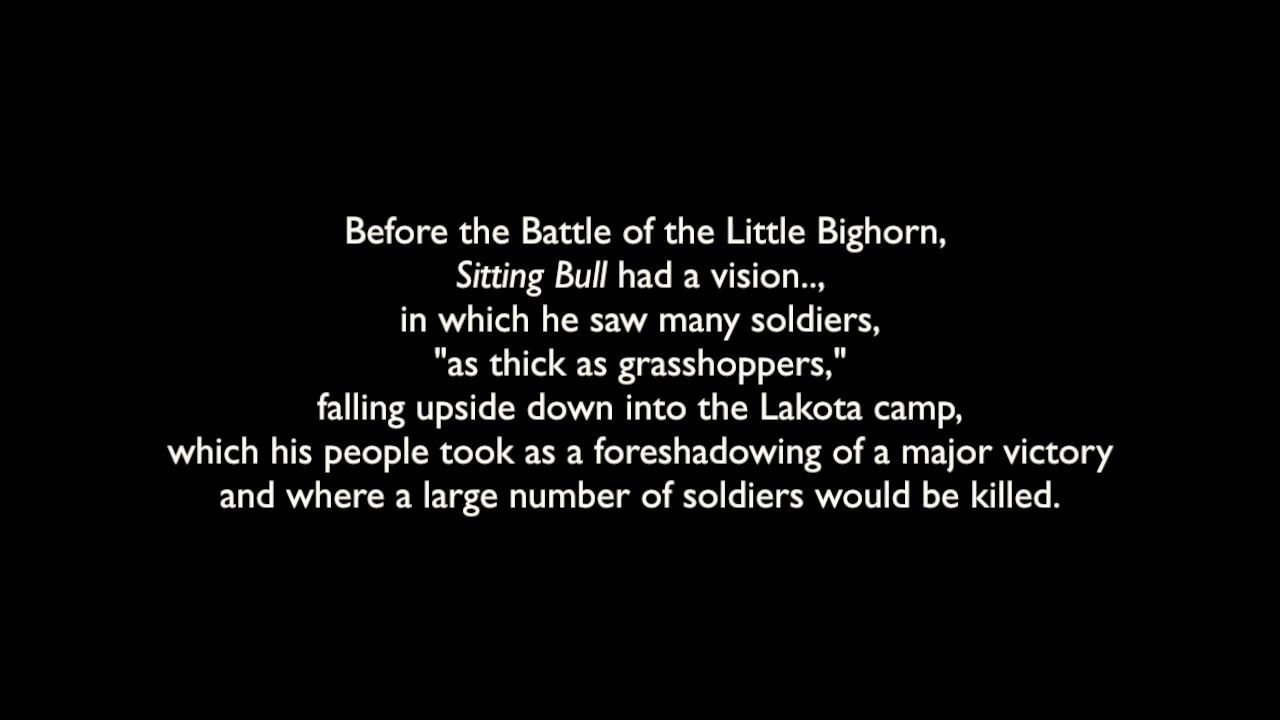 Before the Battle of the Little Bighorn,
Sitting Bull had a vision..,
in which he saw many soldiers,
"as thick as grasshoppers,"
falling upside down into the Lakota camp,
which his people took as a foreshadowing of a major victory
and where a large number of soldiers would be killed.